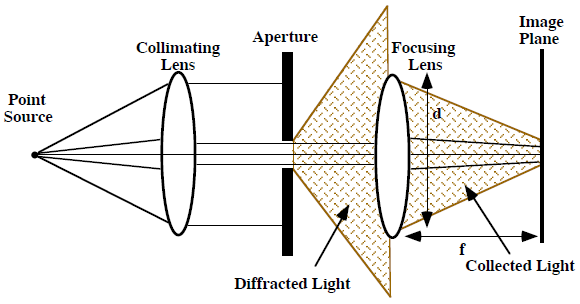 Point
Source
Collimating
Lens
Aperture
Focusing
Lens
Image
Plane
d
f
Diffracted Light
Collected Light